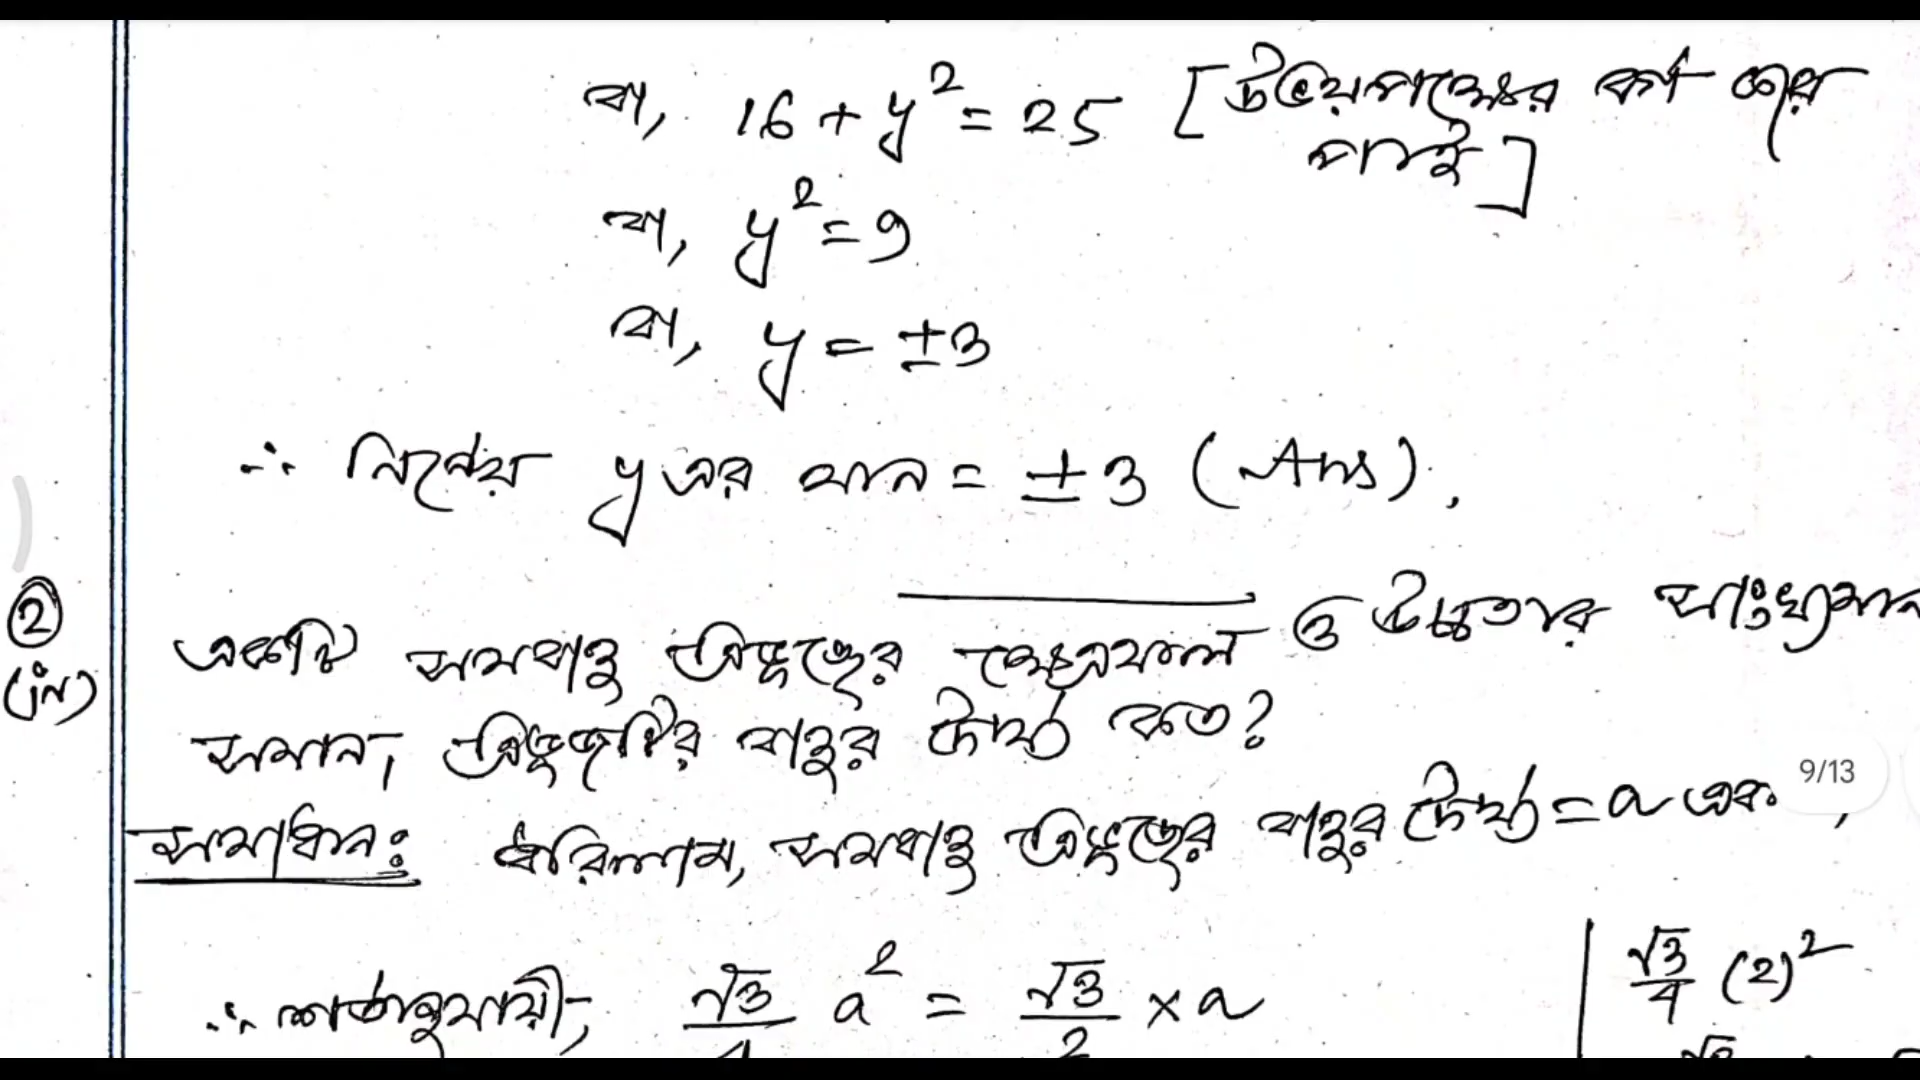 বা, 16 + y² = 25 [উভয়পক্ষের বর্গ করে
পাই]
বা, y² = 9
বা, y = ±3
∴ নির্ণেয় y এর মান = ±3 (Ans).
② একটি সমবাহু ত্রিভুজের ক্ষেত্রফল ও উচ্চতার সাংখ্যমান
(iii) সমান, ত্রিভুজটির বাহুর দৈর্ঘ্য কত?
9/13
সমাধান: ধরিলাম, সমবাহু ত্রিভুজের বাহুর দৈর্ঘ্য = a এবং,
∴ শর্তানুযায়ী, √3/4 a² = √3/2 × a
√3/4 (2)²